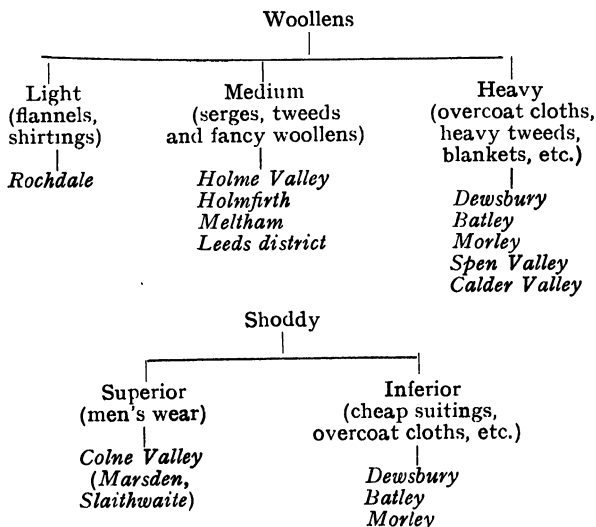 Woollens
Light
(flannels,
shirtings)
Rochdale
Medium
(serges, tweeds
and fancy woollens)
Holme Valley
Holmfirth
Meltham
Leeds district
Heavy
(overcoat cloths,
heavy tweeds,
blankets, etc.)
Dewsbury
Batley
Morley
Spen Valley
Calder Valley
Shoddy
Superior
(men's wear)
Colne Valley
(Marsden,
Slaithwaite)
Inferior
(cheap suitings,
overcoat cloths, etc.)
Dewsbury
Batley
Morley